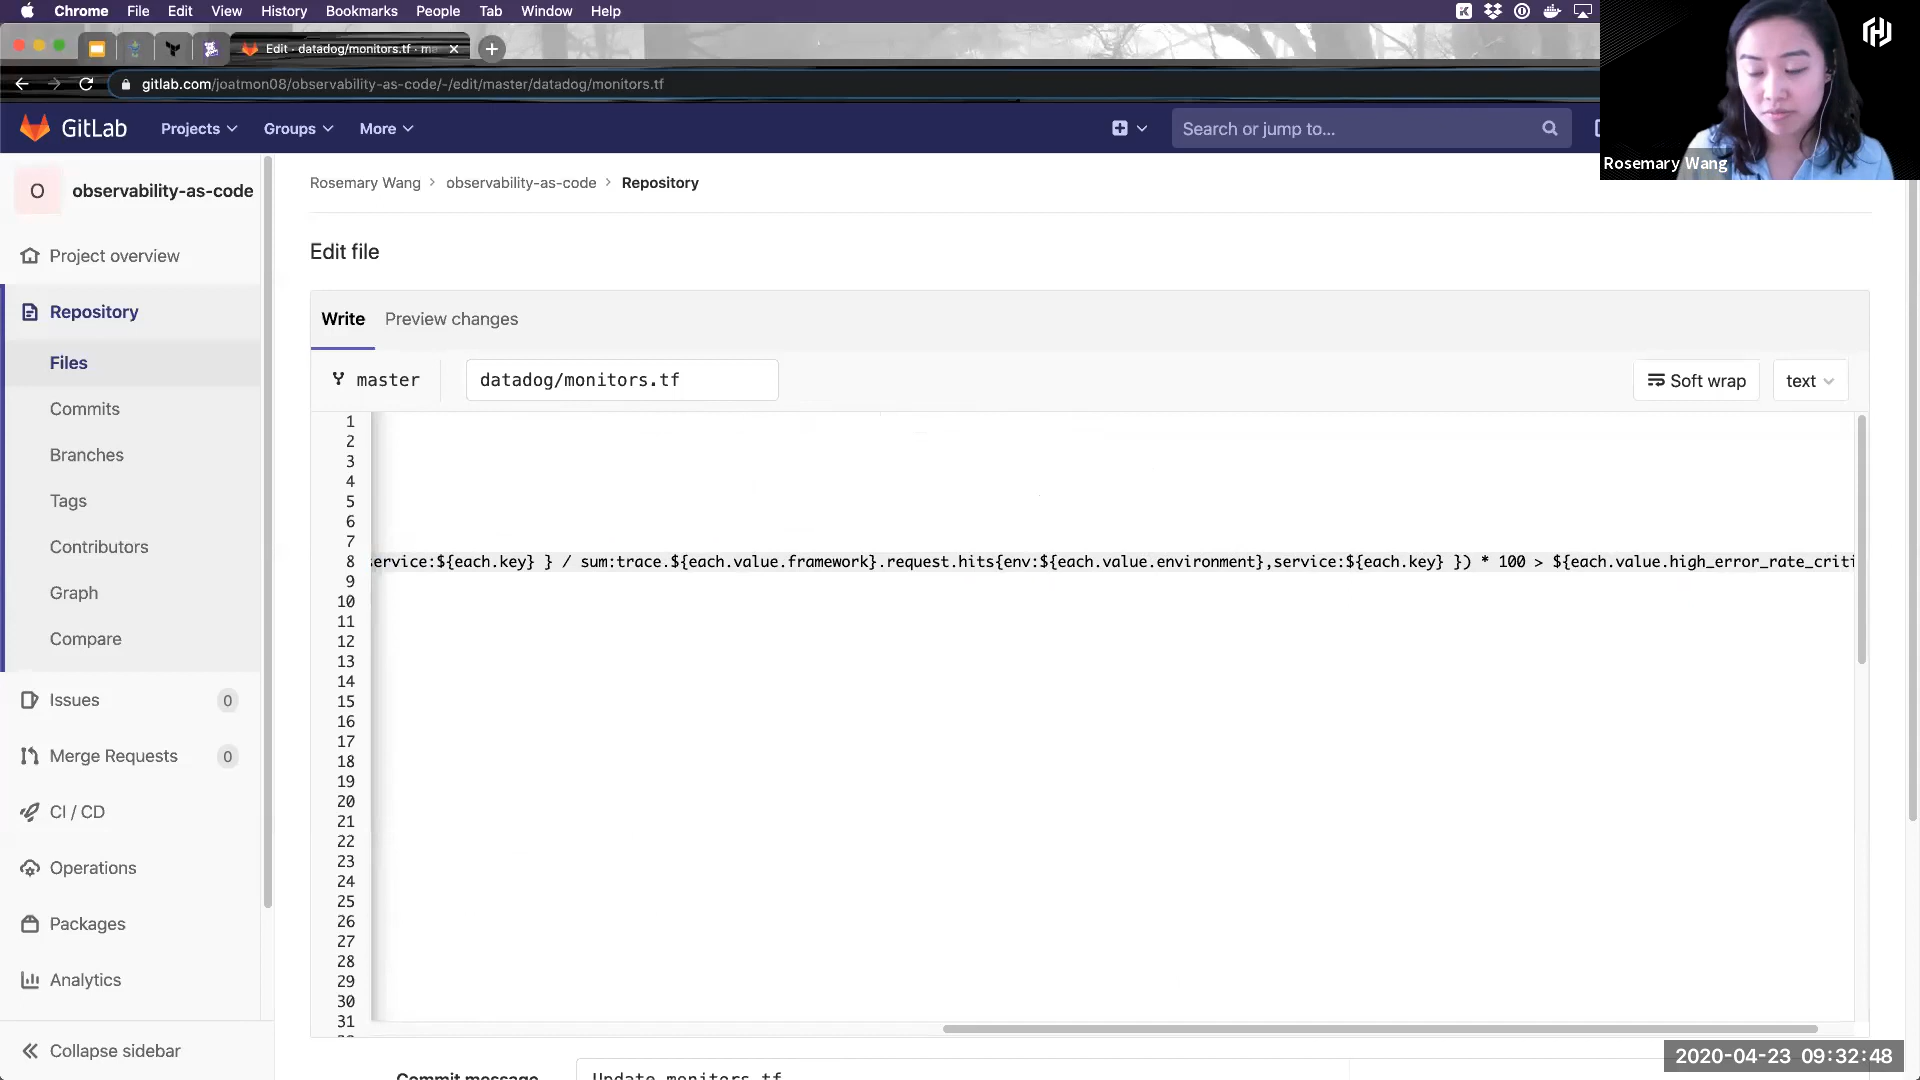 Chrome File Edit View History Bookmarks People Tab Window Help
Edit · datadog/monitors.tf · ma
gitlab.com/joatmon08/observability-as-code/-/edit/master/datadog/monitors.tf
GitLab Projects Groups More Search or jump to...
Rosemary Wang
O observability-as-code
Rosemary Wang > observability-as-code > Repository
Project overview
Edit file
Repository
Write Preview changes
Files
master datadog/monitors.tf Soft wrap text
Commits
Branches
Tags
Contributors
Graph
Compare
Issues 0
Merge Requests 0
CI / CD
Operations
Packages
Analytics
Collapse sidebar
1
2
3
4
5
6
7
8 service:${each.key} } / sum:trace.${each.value.framework}.request.hits{env:${each.value.environment},service:${each.key} }) * 100 > ${each.value.high_error_rate_criti
9
10
11
12
13
14
15
16
17
18
19
20
21
22
23
24
25
26
27
28
29
30
31
Commit message Update monitors.tf
2020-04-23 09:32:48